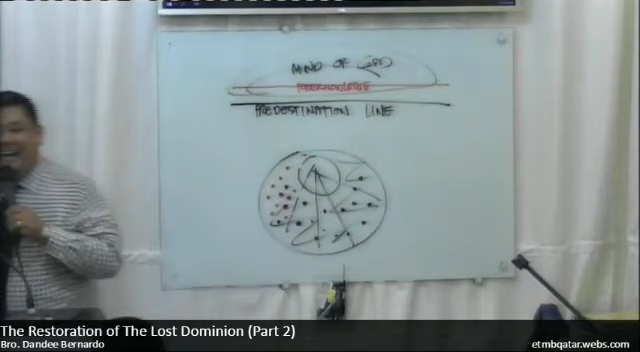 MIND OF GOD
FOREKNOWLEDGE
PREDESTINATION LINE
The Restoration of The Lost Dominion (Part 2)
Bro. Dandee Bernardo
etmbqatar.webs.com